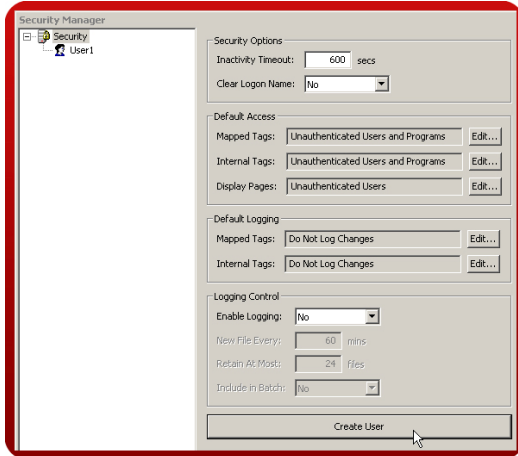 Security Manager
Security
User1
Security Options
Inactivity Timeout: 600 secs
Clear Logon Name: No
Default Access
Mapped Tags: Unauthenticated Users and Programs Edit...
Internal Tags: Unauthenticated Users and Programs Edit...
Display Pages: Unauthenticated Users Edit...
Default Logging
Mapped Tags: Do Not Log Changes Edit...
Internal Tags: Do Not Log Changes Edit...
Logging Control
Enable Logging: No
New File Every: 60 mins
Retain At Most: 24 files
Include in Batch: No
Create User